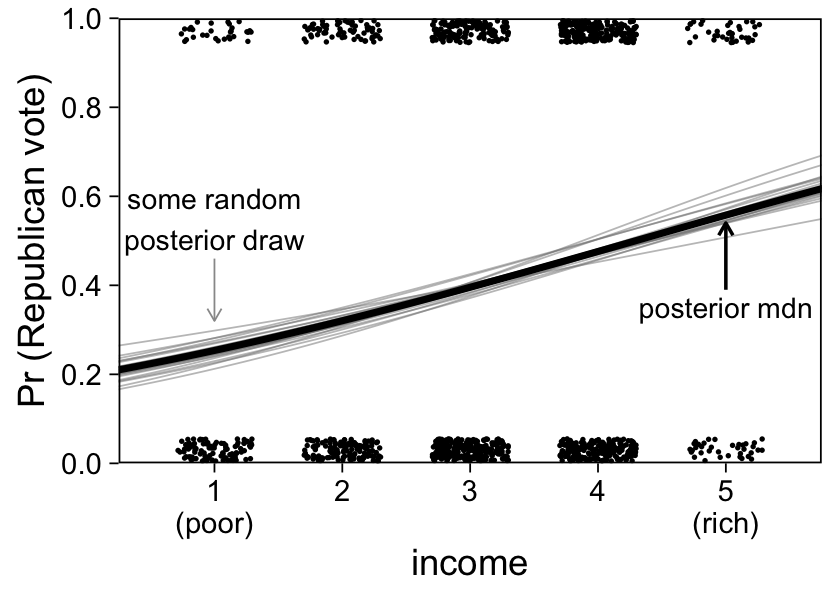 Pr (Republican vote)
1.0
0.8
0.6
0.4
0.2
0.0
some random
posterior draw
posterior mdn
1
2
3
4
5
(poor)
(rich)
income